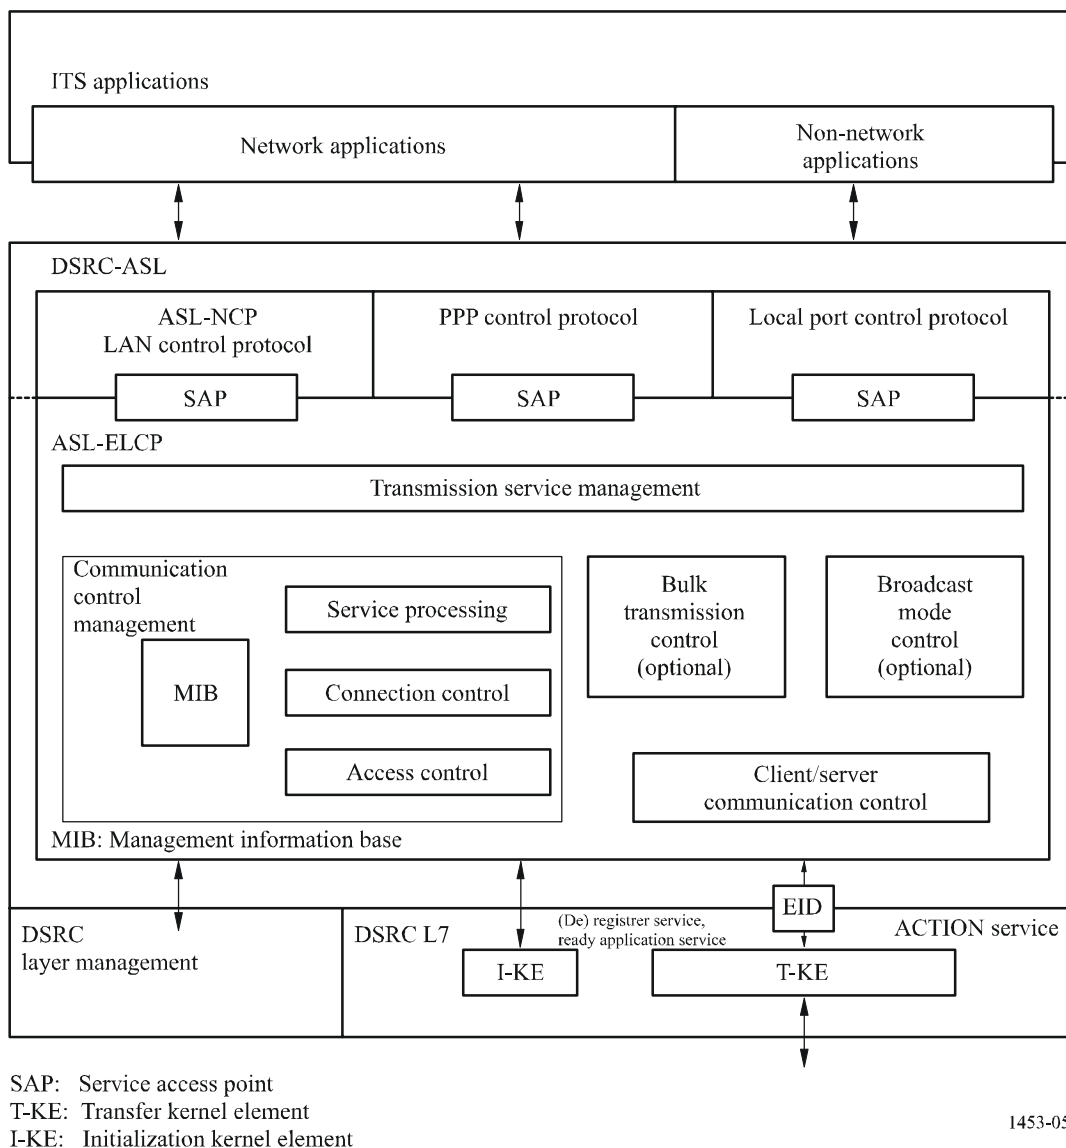 ITS applications
Network applications
Non-network
applications
DSRC-ASL
ASL-NCP
LAN control protocol
PPP control protocol
Local port control protocol
SAP
SAP
SAP
ASL-ELCP
Transmission service management
Communication
control
management
Service processing
MIB
Connection control
Access control
Bulk
transmission
control
(optional)
Broadcast
mode
control
(optional)
Client/server
communication control
MIB: Management information base
DSRC
layer management
DSRC L7
(De) registrer service,
ready application service
EID
ACTION service
I-KE
T-KE
SAP: Service access point
T-KE: Transfer kernel element
I-KE: Initialization kernel element
1453-05